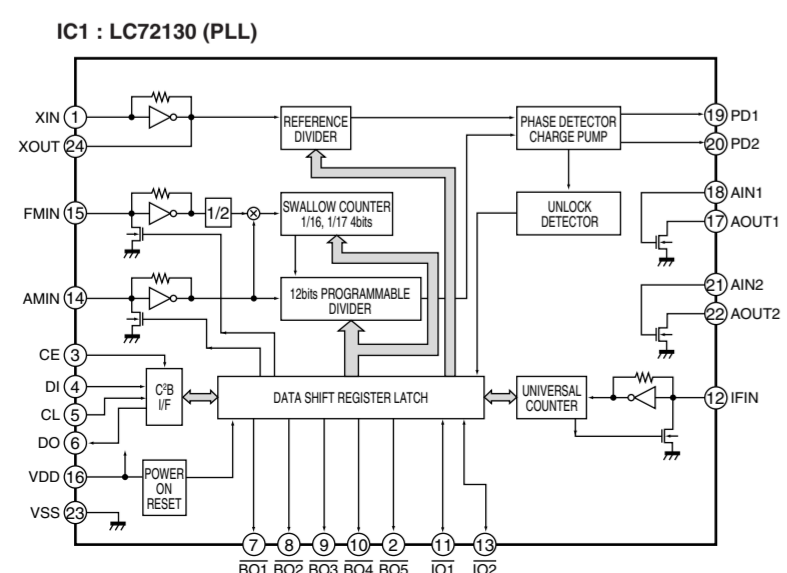 IC1 : LC72130 (PLL)
XIN 1
XOUT 24
FMIN 15
AMIN 14
CE 3
DI 4
CL 5
DO 6
VDD 16
VSS 23
REFERENCE
DIVIDER
PHASE DETECTOR
CHARGE PUMP
1/2
SWALLOW COUNTER
1/16, 1/17 4bits
UNLOCK
DETECTOR
12bits PROGRAMMABLE
DIVIDER
C²B
I/F
DATA SHIFT REGISTER LATCH
UNIVERSAL
COUNTER
POWER
ON
RESET
19 PD1
20 PD2
18 AIN1
17 AOUT1
21 AIN2
22 AOUT2
12 IFIN
7 8 9 10 2 11 13
BO1 BO2 BO3 BO4 BO5 IO1 IO2